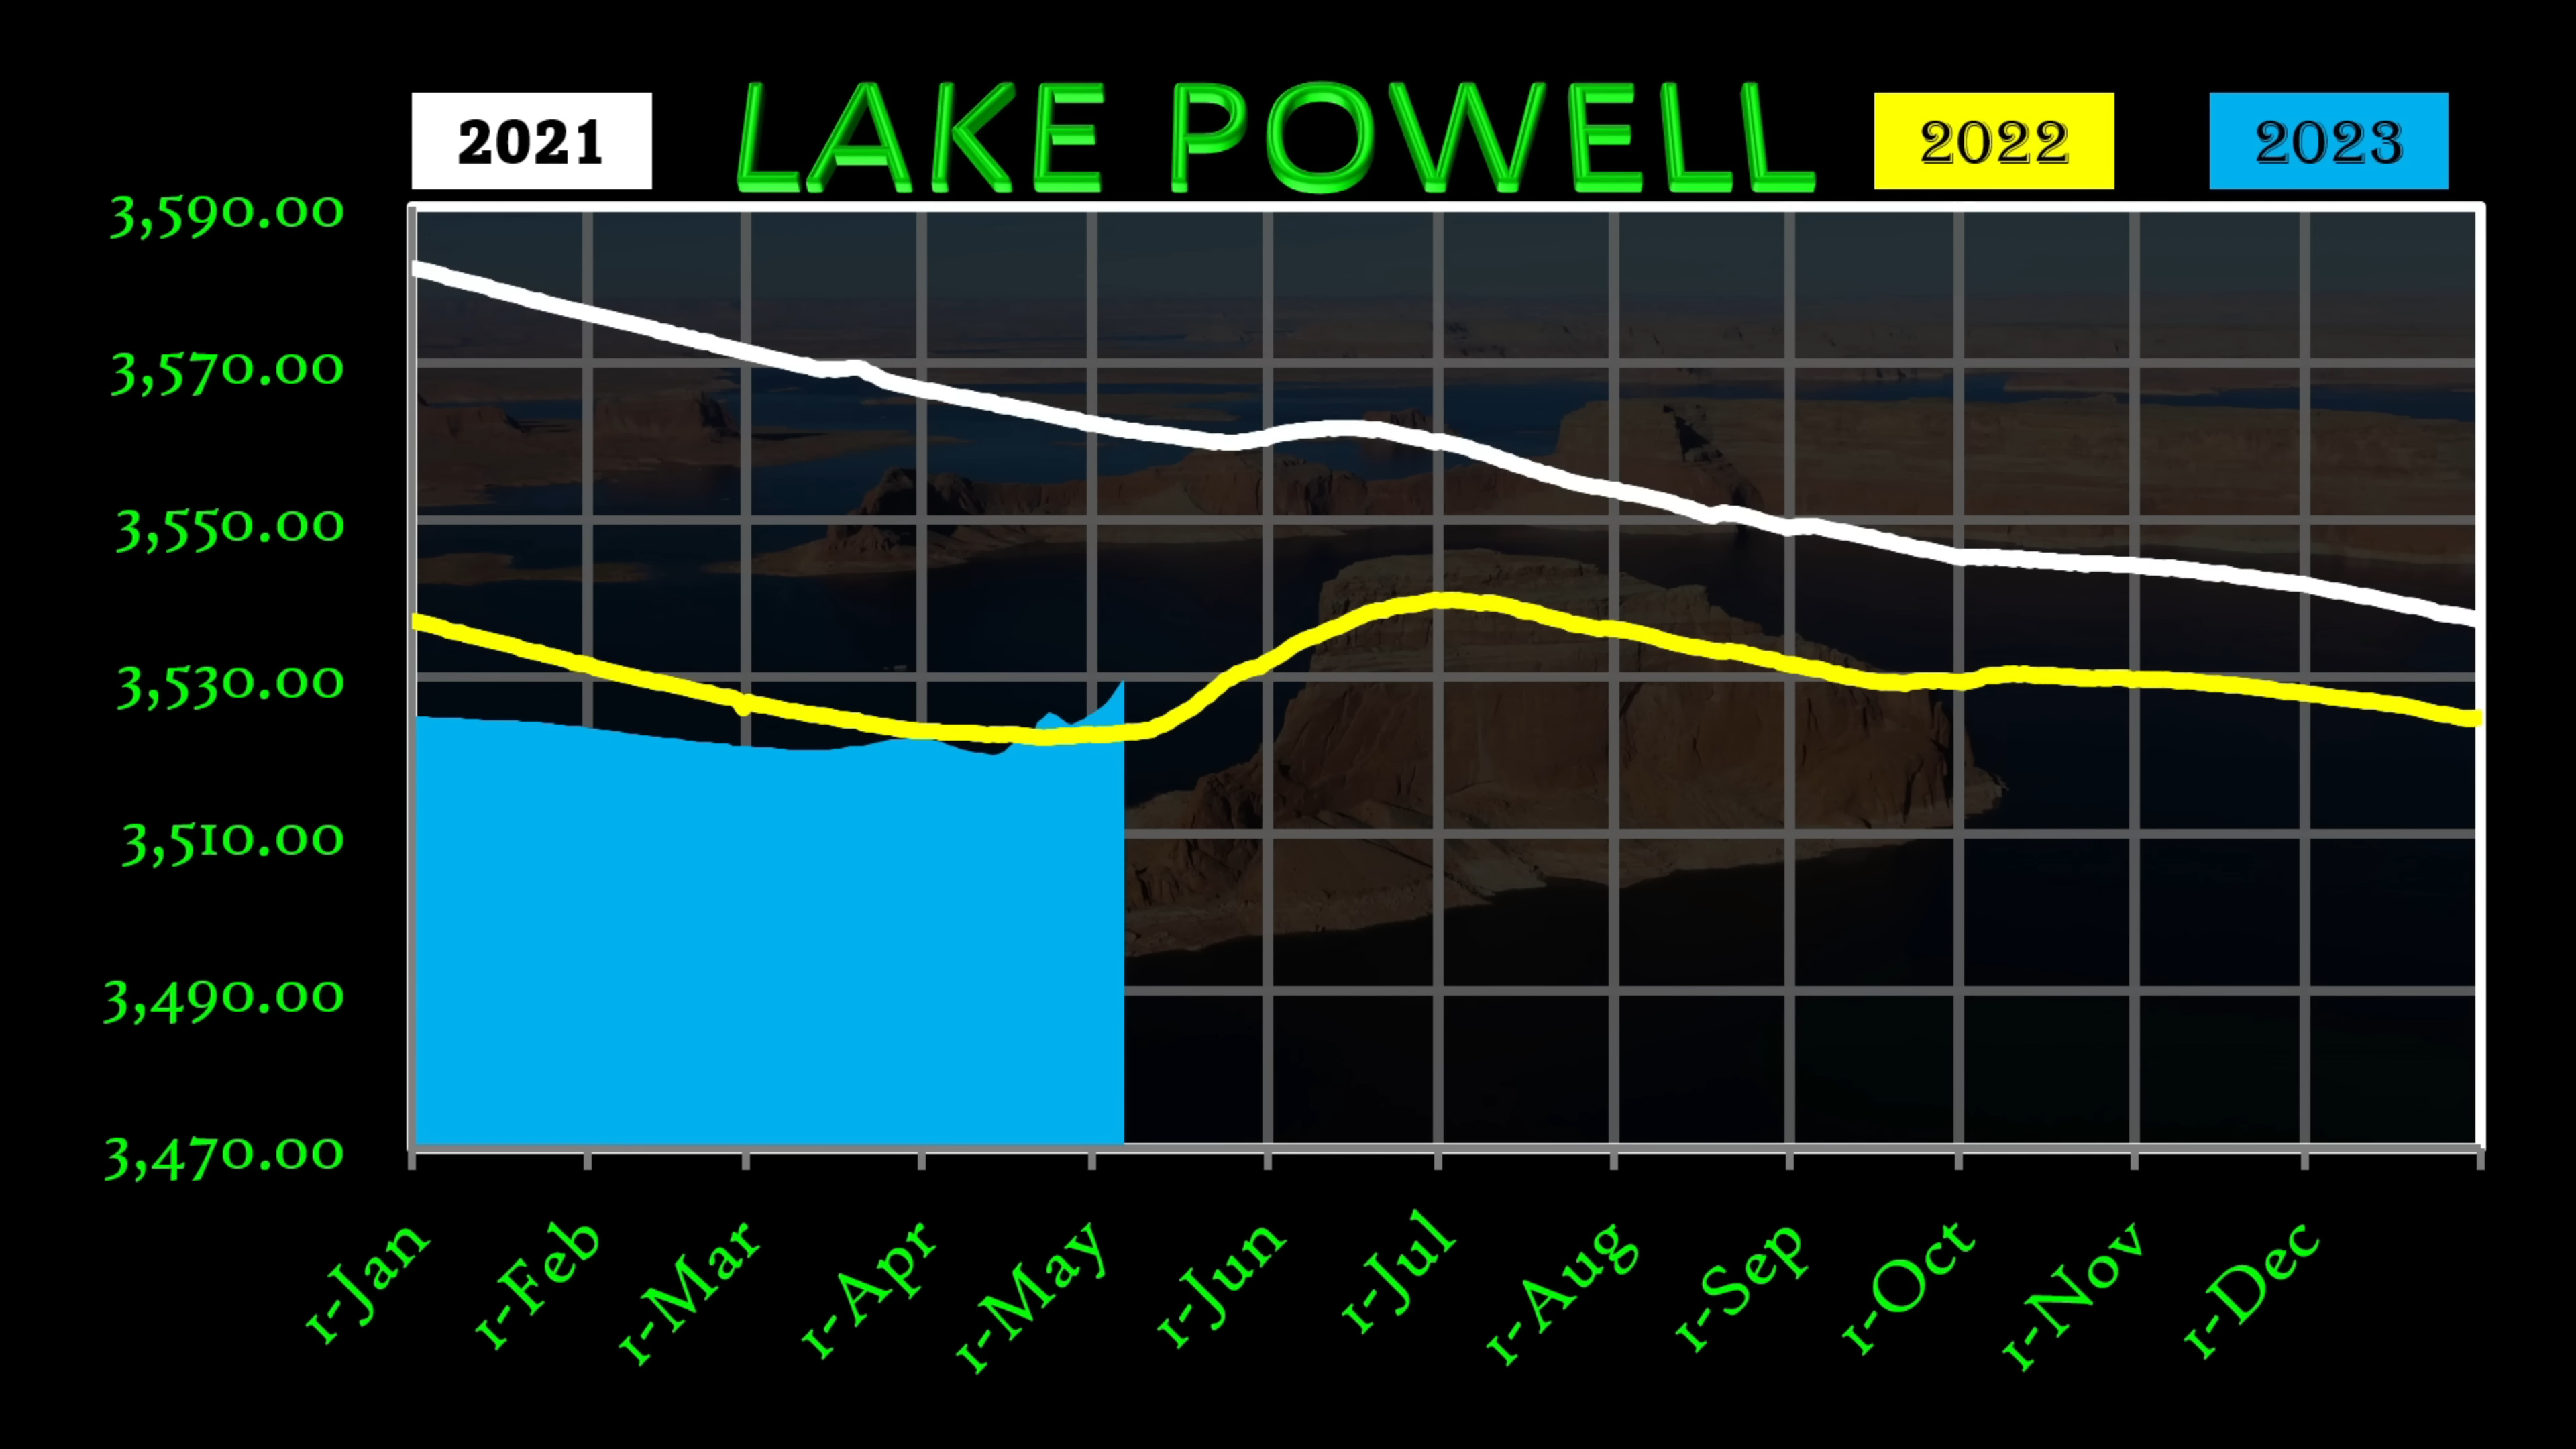 2021
LAKE POWELL
2022
2023
3,590.00
3,570.00
3,550.00
3,530.00
3,510.00
3,490.00
3,470.00
1-Jan
1-Feb
1-Mar
1-Apr
1-May
1-Jun
1-Jul
1-Aug
1-Sep
1-Oct
1-Nov
1-Dec